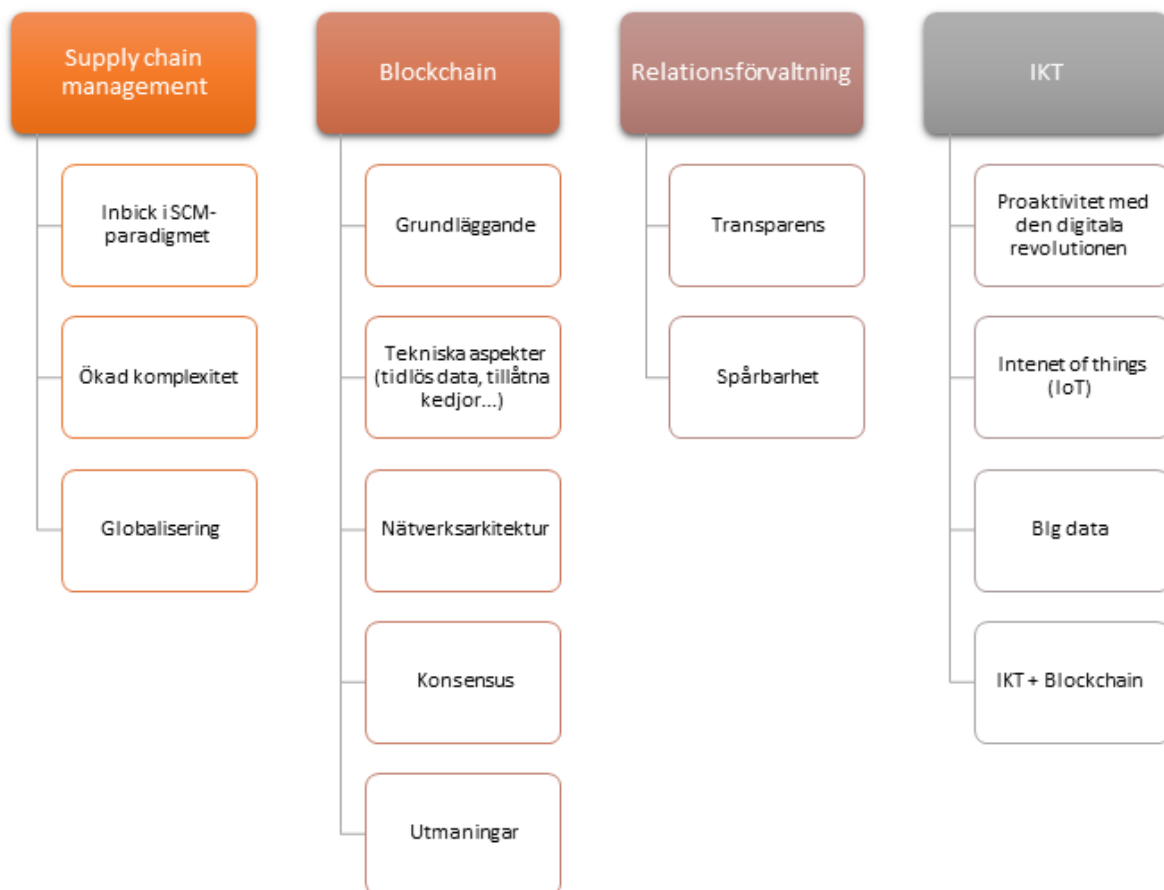 Supply chain
management
Inbick i SCM-
paradigmet
Ökad komplexitet
Globalisering
Blockchain
Grundläggande
Tekniska aspekter
(tidlös data, tillåtna
kedjor...)
Nätverksarkitektur
Konsensus
Utmaningar
Relationsförvaltning
Transparens
Spårbarhet
IKT
Proaktivitet med
den digitala
revolutionen
Intenet of things
(IoT)
BIg data
IKT + Blockchain